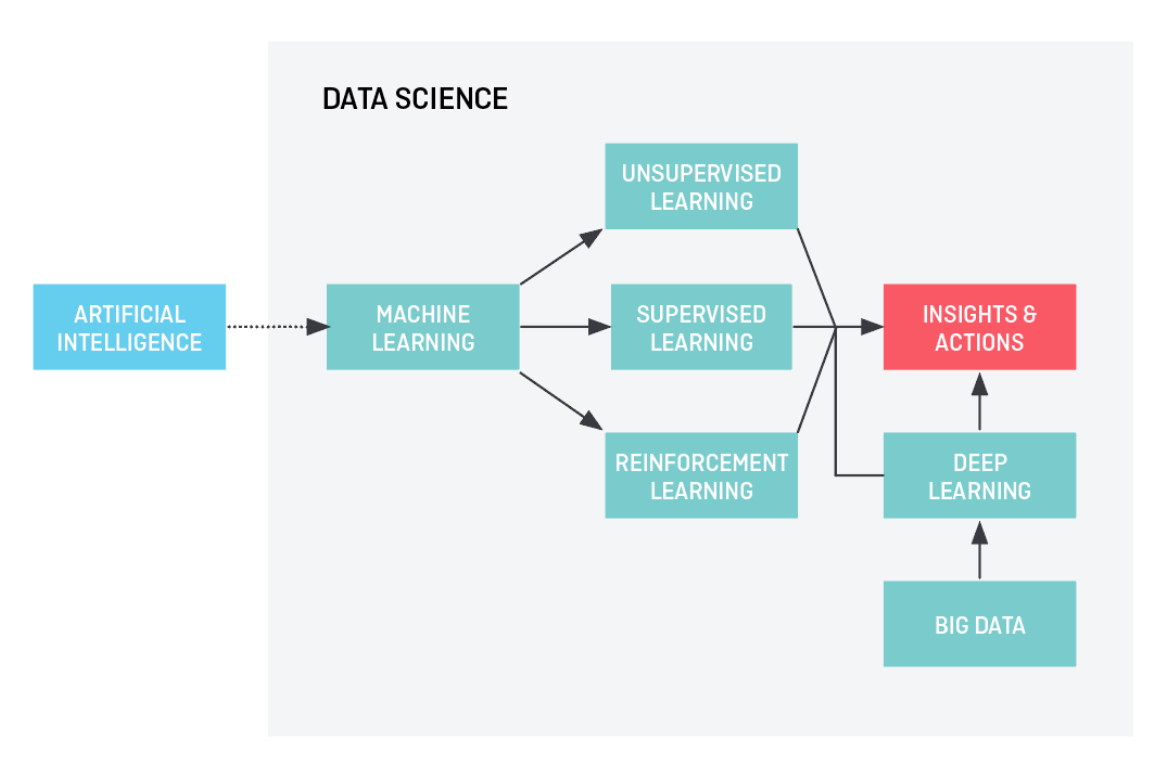 DATA SCIENCE
UNSUPERVISED
LEARNING
ARTIFICIAL
INTELLIGENCE
MACHINE
LEARNING
SUPERVISED
LEARNING
INSIGHTS &
ACTIONS
REINFORCEMENT
LEARNING
DEEP
LEARNING
BIG DATA